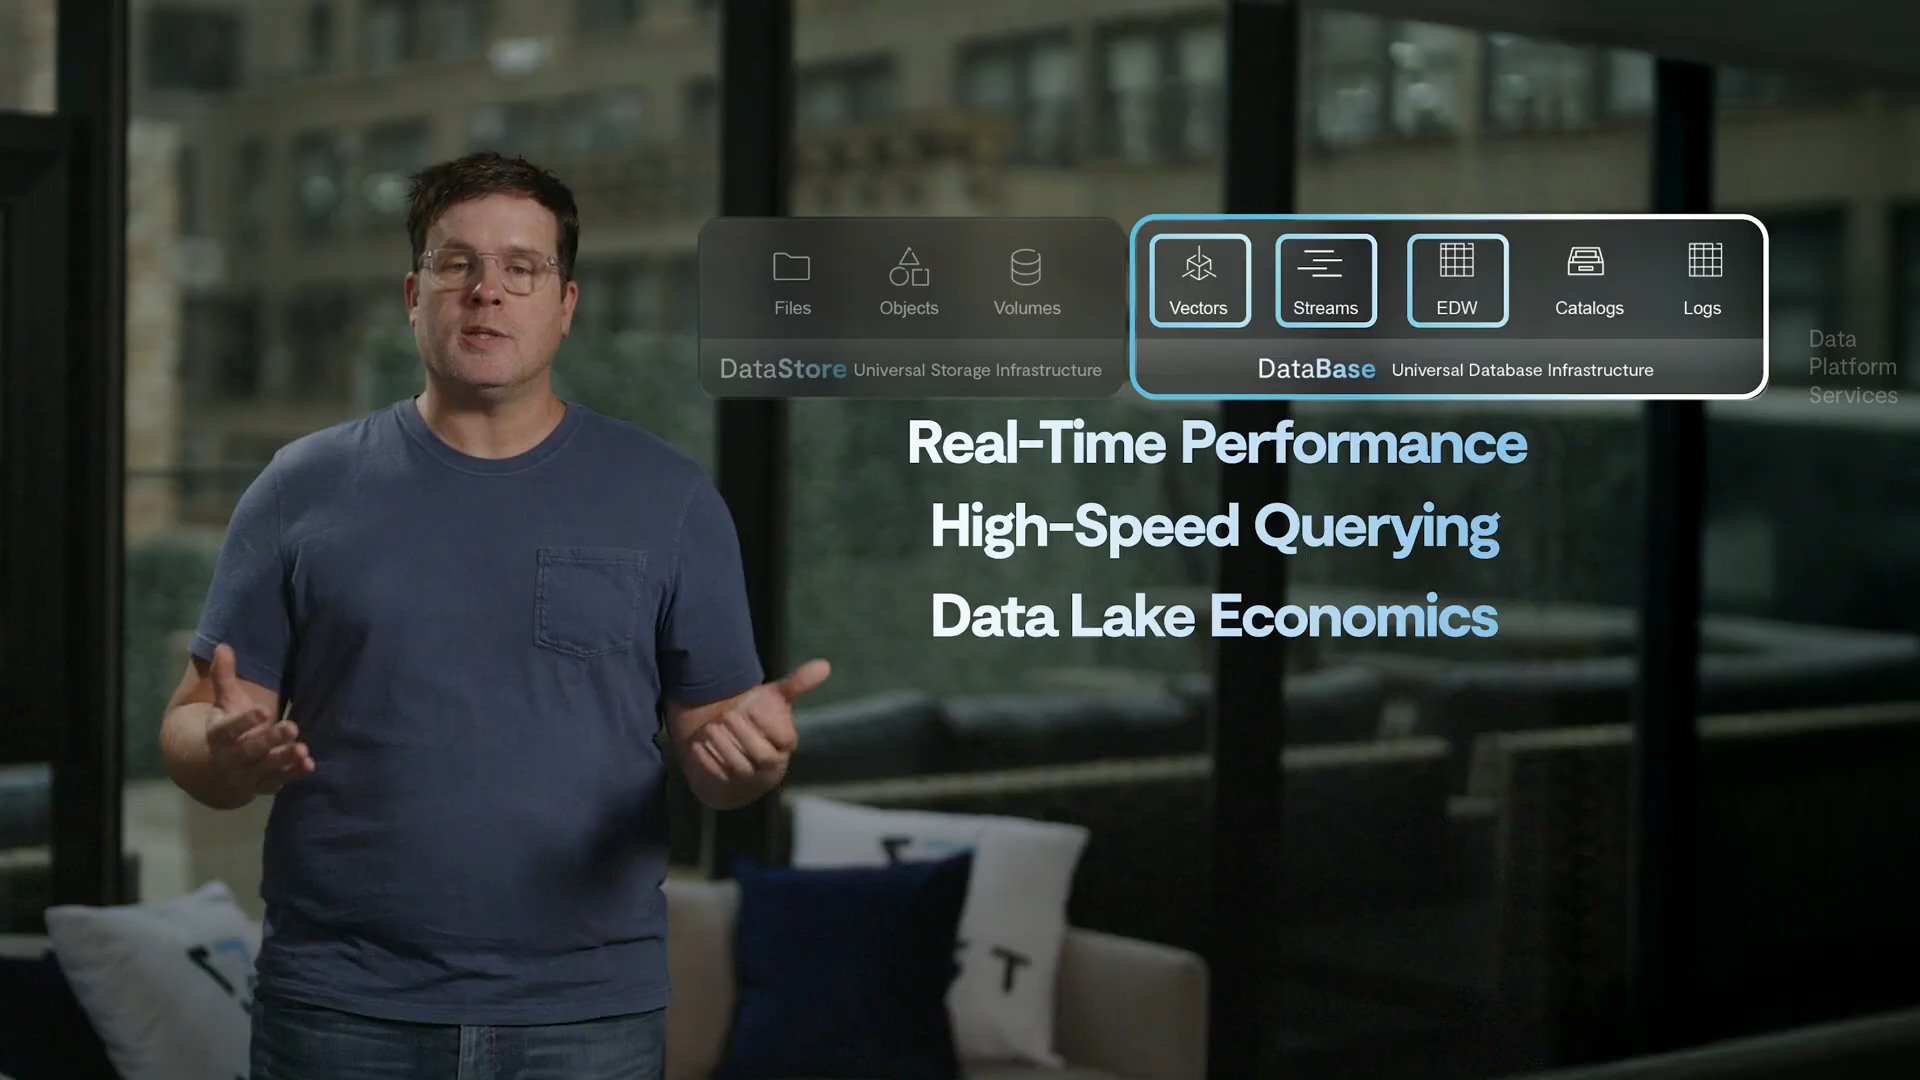 Files
Objects
Volumes
DataStore Universal Storage Infrastructure
Vectors
Streams
EDW
Catalogs
Logs
DataBase Universal Database Infrastructure
Data
Platform
Services
Real-Time Performance
High-Speed Querying
Data Lake Economics